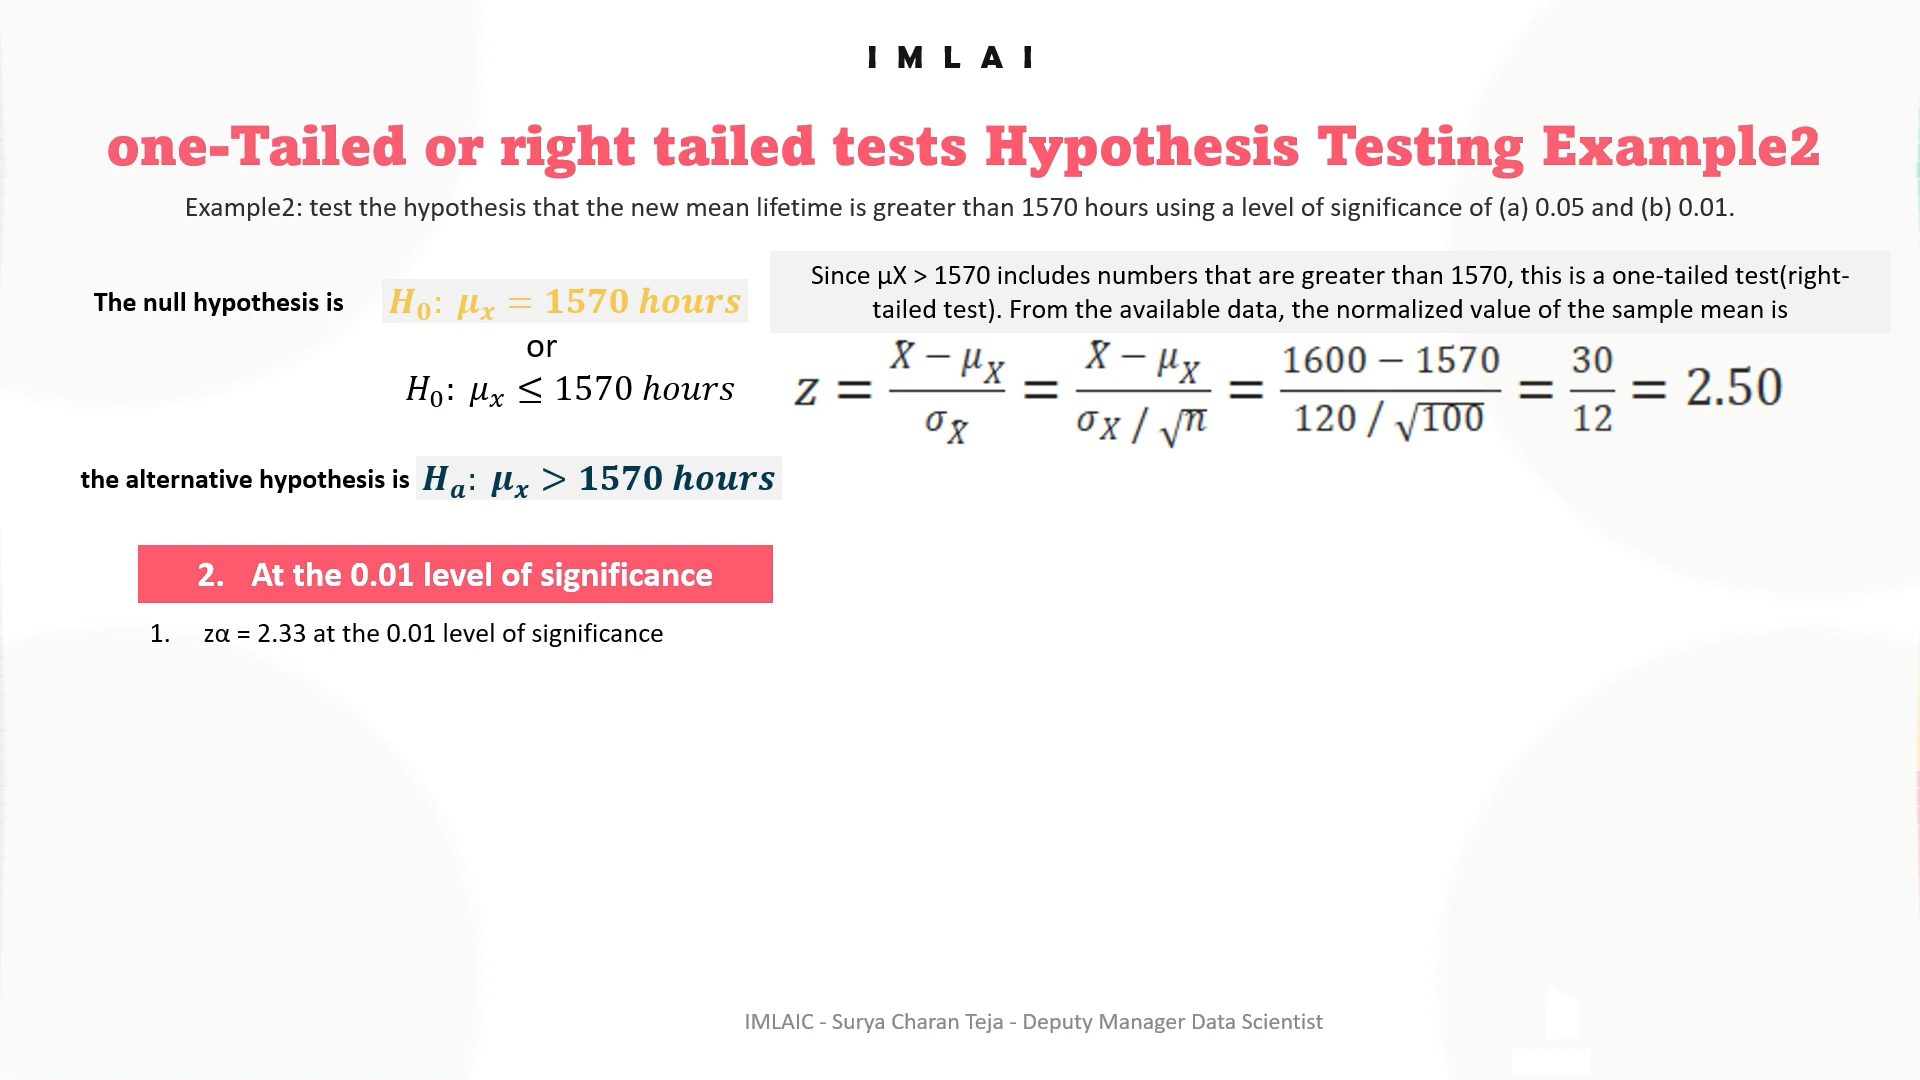 IMLAI
one-Tailed or right tailed tests Hypothesis Testing Example2
Example2: test the hypothesis that the new mean lifetime is greater than 1570 hours using a level of significance of (a) 0.05 and (b) 0.01.
The null hypothesis is H₀: μₓ = 1570 hours
or
H₀: μₓ ≤ 1570 hours
the alternative hypothesis is Hₐ: μₓ > 1570 hours
Since μX > 1570 includes numbers that are greater than 1570, this is a one-tailed test(right-
tailed test). From the available data, the normalized value of the sample mean is
z = (X̄ − μ_X̄) / σ_X̄ = (X̄ − μ_X̄) / (σ_X / √n) = (1600 − 1570) / (120 / √100) = 30 / 12 = 2.50
2. At the 0.01 level of significance
1. zα = 2.33 at the 0.01 level of significance
IMLAIC - Surya Charan Teja - Deputy Manager Data Scientist